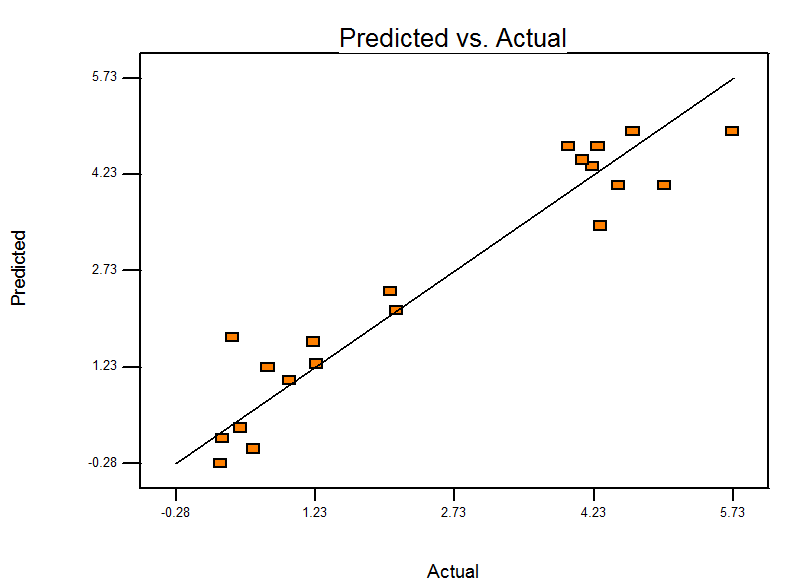 Predicted vs. Actual
5.73
4.23
2.73
1.23
-0.28
Predicted
-0.28 1.23 2.73 4.23 5.73
Actual